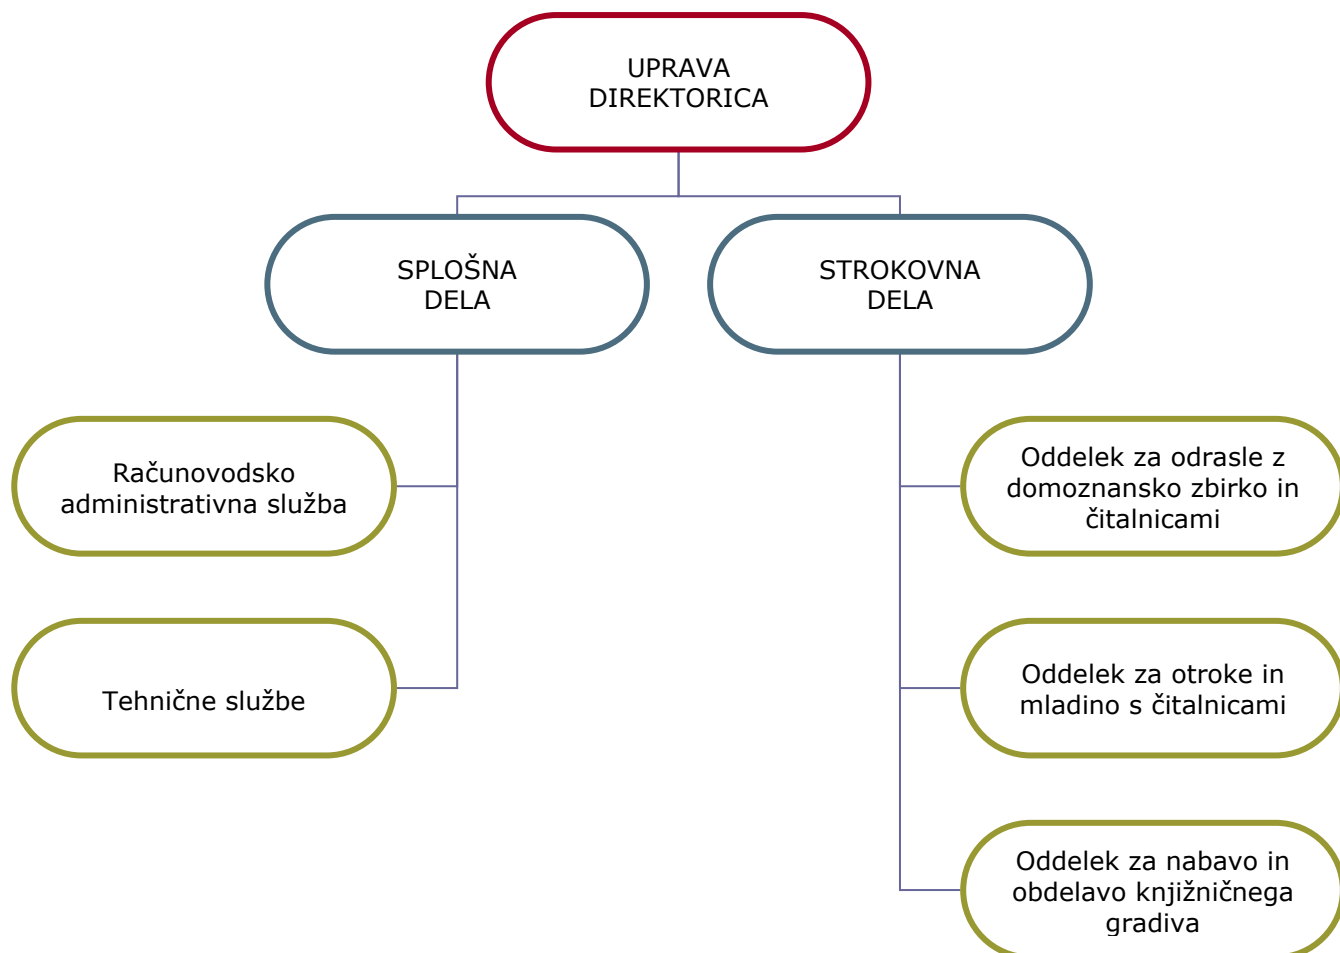 UPRAVA
DIREKTORICA
SPLOŠNA
DELA
STROKOVNA
DELA
Računovodsko
administrativna služba
Oddelek za odrasle z
domoznansko zbirko in
čitalnicami
Tehnične službe
Oddelek za otroke in
mladino s čitalnicami
Oddelek za nabavo in
obdelavo knjižničnega
gradiva